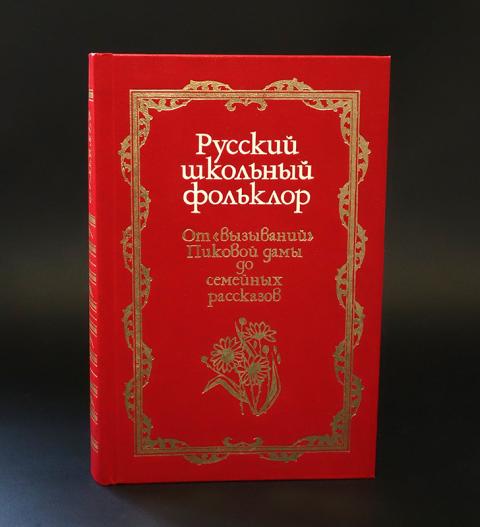 Русский
школьный
фольклор
От «вызываний»
Пиковой дамы
до
семейных
рассказов